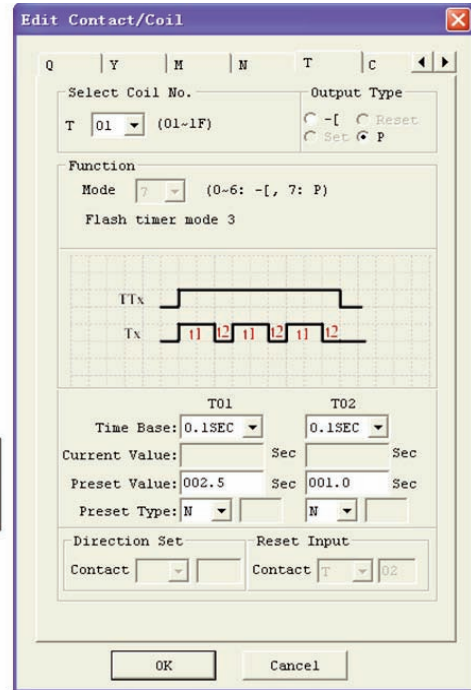 Edit Contact/Coil
Q Y M N T C
Select Coil No.
T 01 (01~1F)
Output Type
-[ Reset
Set P
Function
Mode 7 (0~6: -[, 7: P)
Flash timer mode 3
TTx
Tx t1 t2 t1 t2 t1 t2
T01 T02
Time Base: 0.1SEC 0.1SEC
Current Value: Sec Sec
Preset Value: 002.5 Sec 001.0 Sec
Preset Type: N N
Direction Set
Contact
Reset Input
Contact T 02
OK Cancel